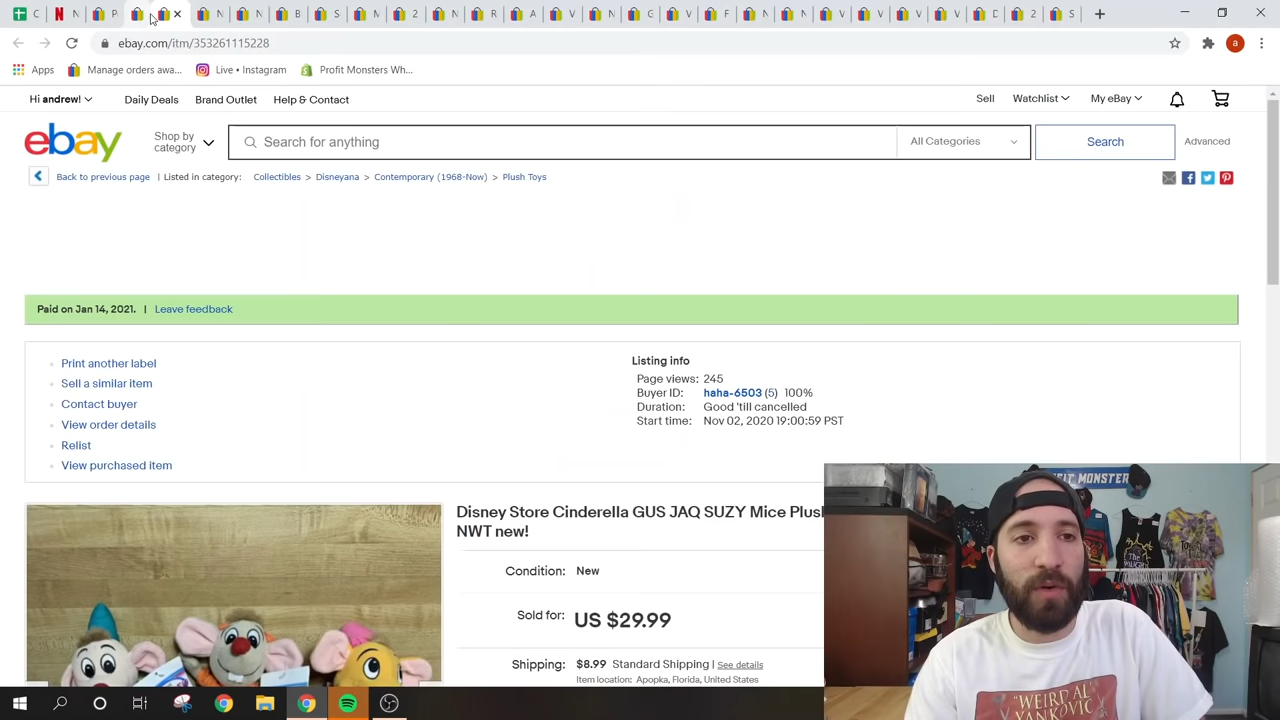 C
N
P
N
N
B
S
2
R
A
V
N
G
V
N
V
V
V
D
2
S
ebay.com/itm/353261115228
a
Apps
Manage orders awa...
Live • Instagram
Profit Monsters Wh...
Hi andrew!
Daily Deals
Brand Outlet
Help & Contact
Sell
Watchlist
My eBay
ebay
Shop by
category
Search for anything
All Categories
Search
Advanced
Back to previous page | Listed in category: Collectibles > Disneyana > Contemporary (1968-Now) > Plush Toys
Paid on Jan 14, 2021. | Leave feedback
Print another label
Sell a similar item
Contact buyer
View order details
Relist
View purchased item
Listing info
Page views: 245
Buyer ID: haha-6503 (5) 100%
Duration: Good 'till cancelled
Start time: Nov 02, 2020 19:00:59 PST
Disney Store Cinderella GUS JAQ SUZY Mice Plush
NWT new!
Condition: New
Sold for: US $29.99
Shipping: $8.99 Standard Shipping | See details
Item location: Apopka, Florida, United States
MONSTER
"WEIRD AL
YANKOVIC